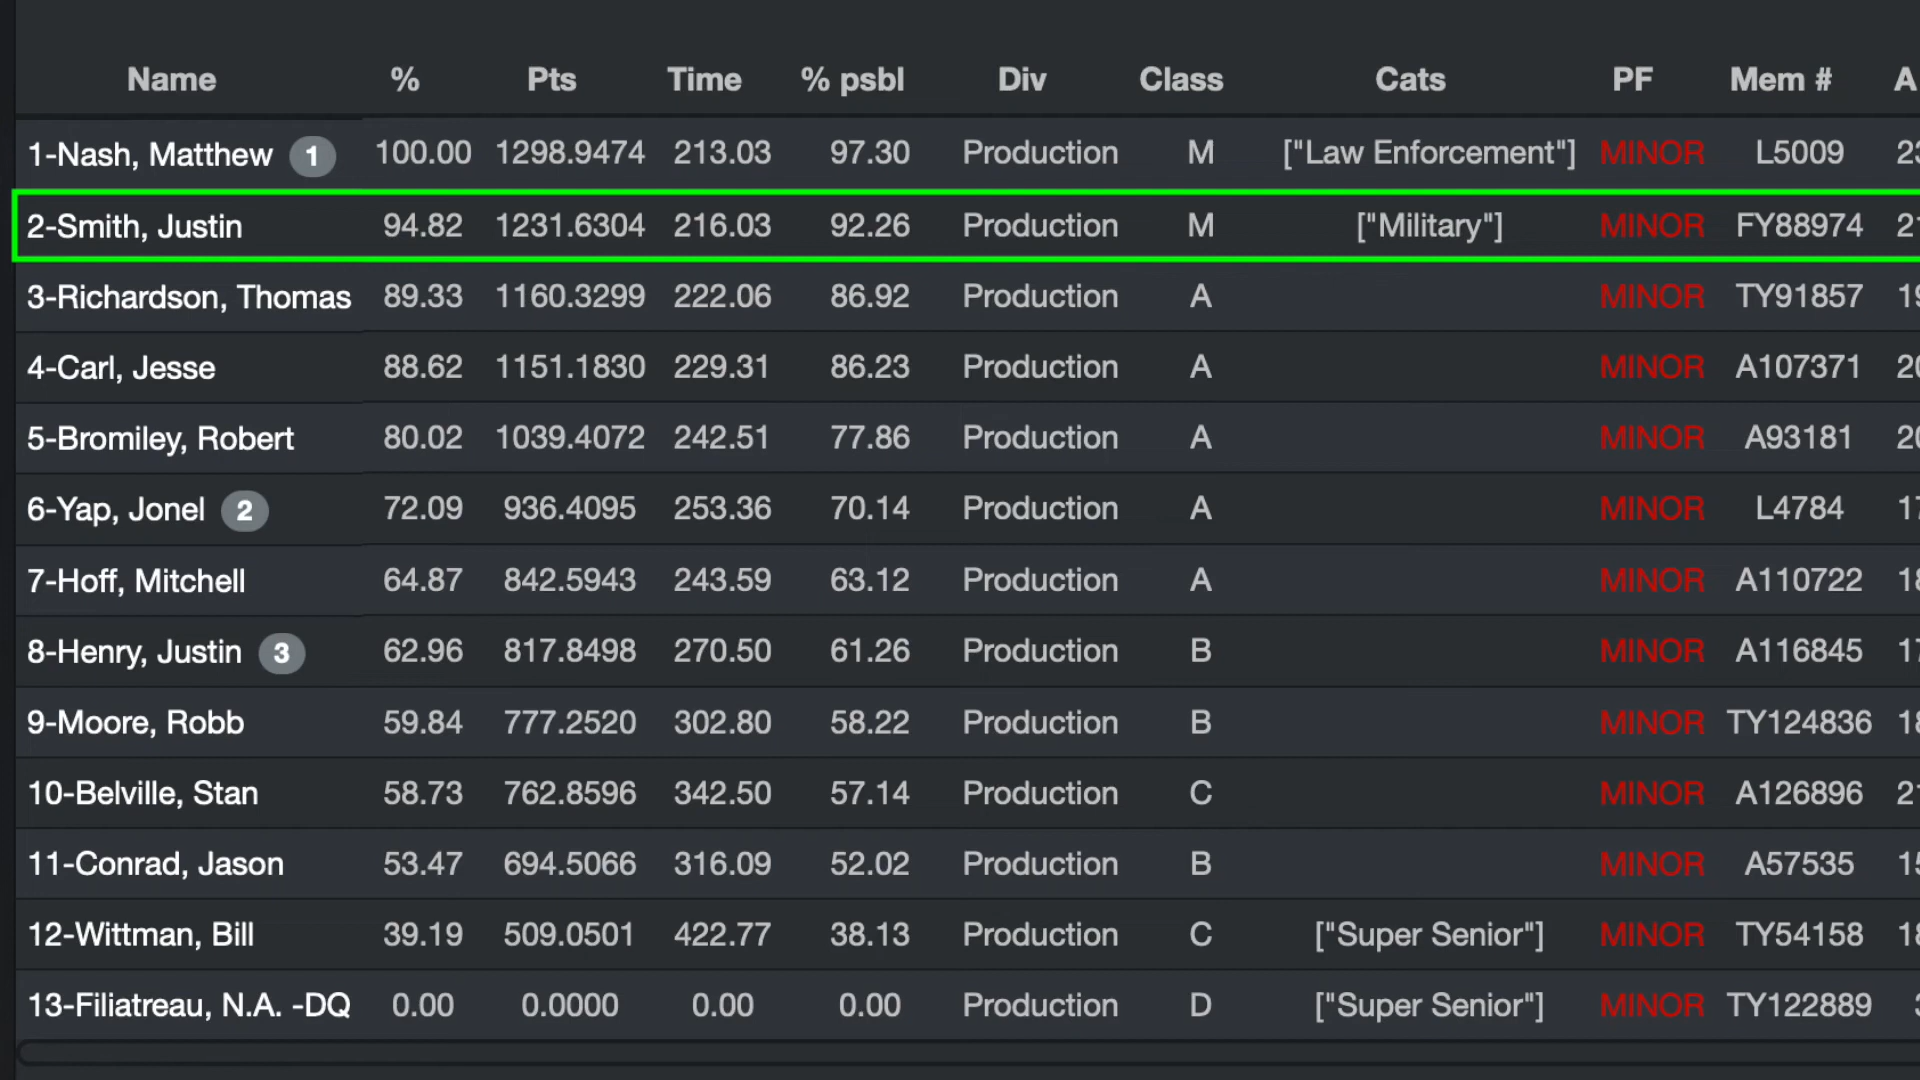 Name % Pts Time % psbl Div Class Cats PF Mem # A
1-Nash, Matthew 1 100.00 1298.9474 213.03 97.30 Production M ["Law Enforcement"] MINOR L5009
2-Smith, Justin 94.82 1231.6304 216.03 92.26 Production M ["Military"] MINOR FY88974
3-Richardson, Thomas 89.33 1160.3299 222.06 86.92 Production A MINOR TY91857
4-Carl, Jesse 88.62 1151.1830 229.31 86.23 Production A MINOR A107371
5-Bromiley, Robert 80.02 1039.4072 242.51 77.86 Production A MINOR A93181
6-Yap, Jonel 2 72.09 936.4095 253.36 70.14 Production A MINOR L4784
7-Hoff, Mitchell 64.87 842.5943 243.59 63.12 Production A MINOR A110722
8-Henry, Justin 3 62.96 817.8498 270.50 61.26 Production B MINOR A116845
9-Moore, Robb 59.84 777.2520 302.80 58.22 Production B MINOR TY124836
10-Belville, Stan 58.73 762.8596 342.50 57.14 Production C MINOR A126896
11-Conrad, Jason 53.47 694.5066 316.09 52.02 Production B MINOR A57535
12-Wittman, Bill 39.19 509.0501 422.77 38.13 Production C ["Super Senior"] MINOR TY54158
13-Filiatreau, N.A. -DQ 0.00 0.0000 0.00 0.00 Production D ["Super Senior"] MINOR TY122889